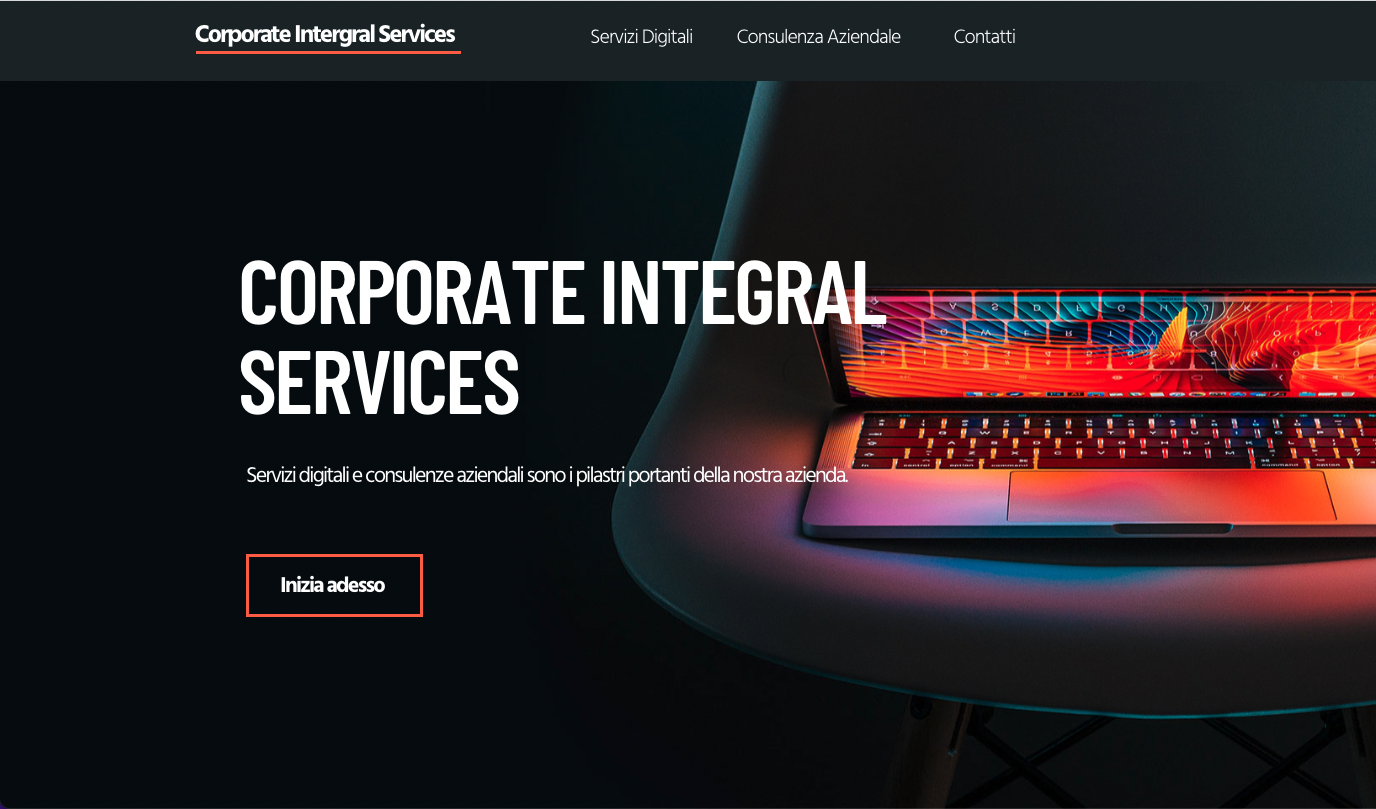 Corporate Intergral Services
Servizi Digitali
Consulenza Aziendale
Contatti
CORPORATE INTEGRAL
SERVICES
Servizi digitali e consulenze aziendali sono i pilastri portanti della nostra azienda.
Inizia adesso